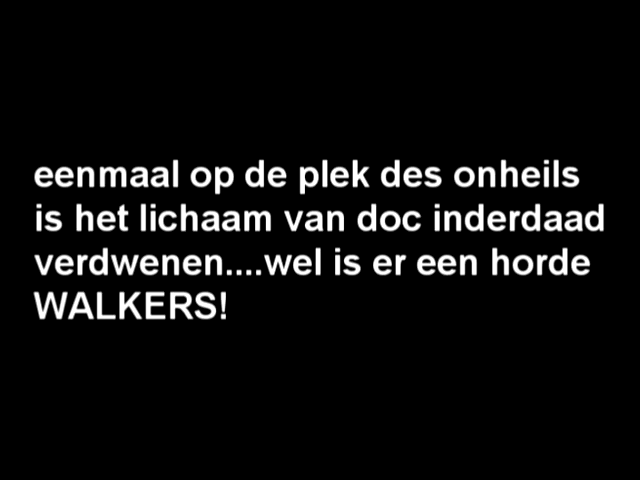 eenmaal op de plek des onheils
is het lichaam van doc inderdaad
verdwenen....wel is er een horde
WALKERS!